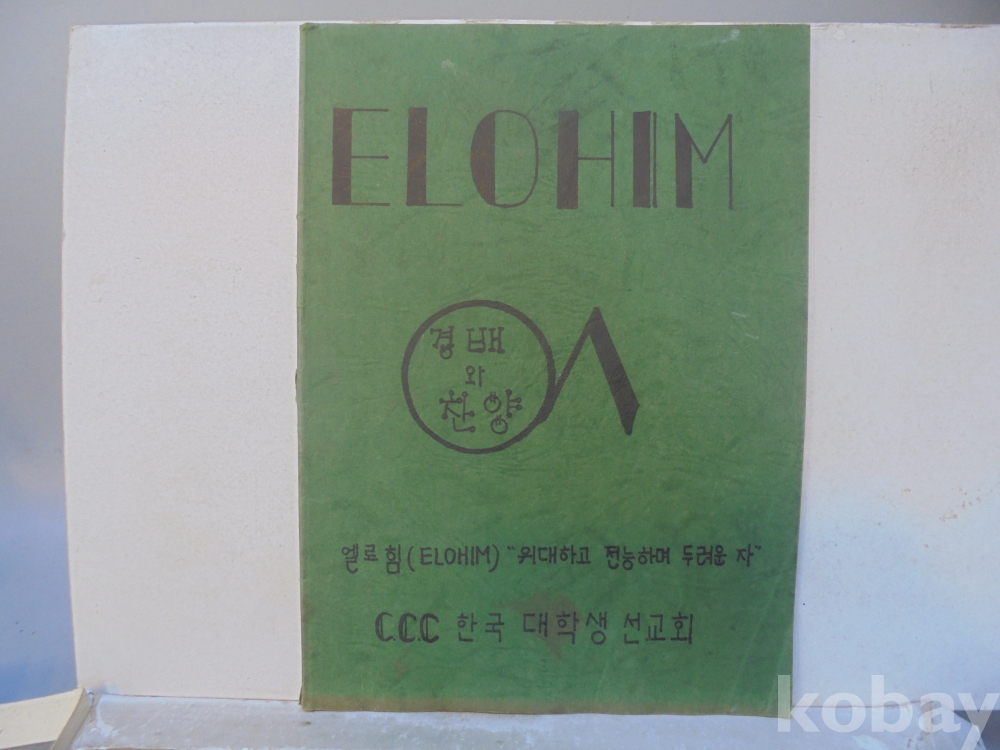 ELOHIM
경배
와
찬양
엘로힘(ELOHIM) "위대하고 전능하며 두려운 자"
C.C.C 한국 대학생 선교회
kobay